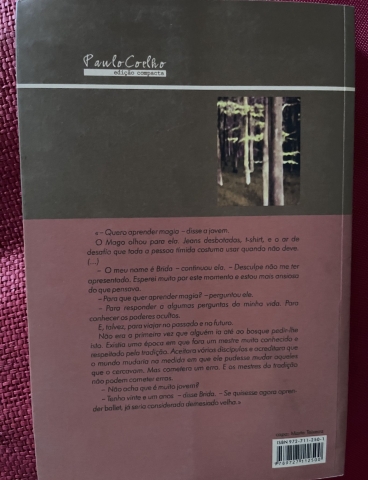 Paulo Coelho
edição compacta
« – Quero aprender magia – disse a jovem.
O Mago olhou para ela. Jeans desbotados, t-shirt, e o ar de
desafio que toda a pessoa tímida costuma usar quando não deve.
(...)
– O meu nome é Brida – continuou ela. – Desculpe não me ter
apresentado. Esperei muito por este momento e estou mais ansiosa
do que pensava.
– Para que quer aprender magia? – perguntou ele.
– Para responder a algumas perguntas da minha vida. Para
conhecer os poderes ocultos.
E, talvez, para viajar no passado e no futuro.
Não era a primeira vez que alguém ia até ao bosque pedir-lhe
isto. Existira uma época em que fora um mestre muito conhecido e
respeitado pela tradição. Aceitara vários discípulos e acreditara que
o mundo mudaria na medida em que ele pudesse mudar aqueles
que o cercavam. Mas cometera um erro. E os mestres da tradição
não podem cometer erros.
– Não acha que é muito jovem?
– Tenho vinte e um anos – disse Brida. – Se quisesse agora apren-
der ballet, já seria considerada demasiado velha.»
ISBN 972-711-250-1
9789727112500